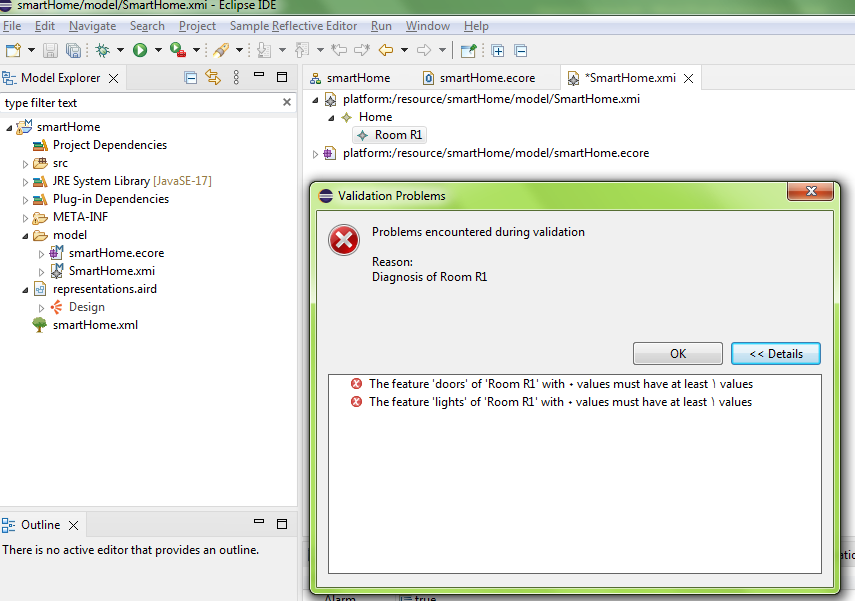 smartHome/model/SmartHome.xmi - Eclipse IDE
File Edit Navigate Search Project Sample Reflective Editor Run Window Help
Model Explorer
type filter text
smartHome
Project Dependencies
src
JRE System Library [JavaSE-17]
Plug-in Dependencies
META-INF
model
smartHome.ecore
SmartHome.xmi
representations.aird
Design
smartHome.xml
Outline
There is no active editor that provides an outline.
smartHome smartHome.ecore *SmartHome.xmi
platform:/resource/smartHome/model/SmartHome.xmi
Home
Room R1
platform:/resource/smartHome/model/smartHome.ecore
Validation Problems
Problems encountered during validation
Reason:
Diagnosis of Room R1
OK << Details
The feature 'doors' of 'Room R1' with ٠ values must have at least ١ values
The feature 'lights' of 'Room R1' with ٠ values must have at least ١ values
Alarm true